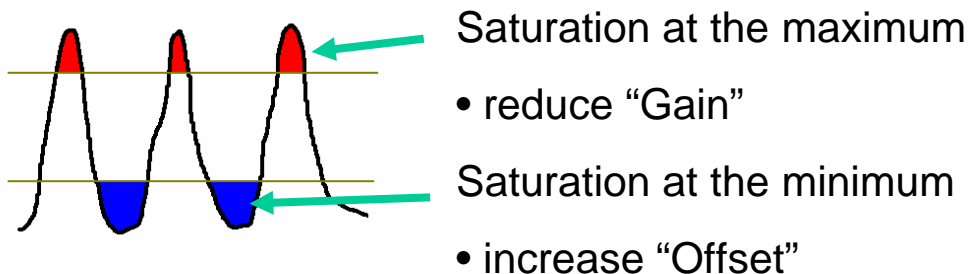 Saturation at the maximum
• reduce “Gain”
Saturation at the minimum
• increase “Offset”